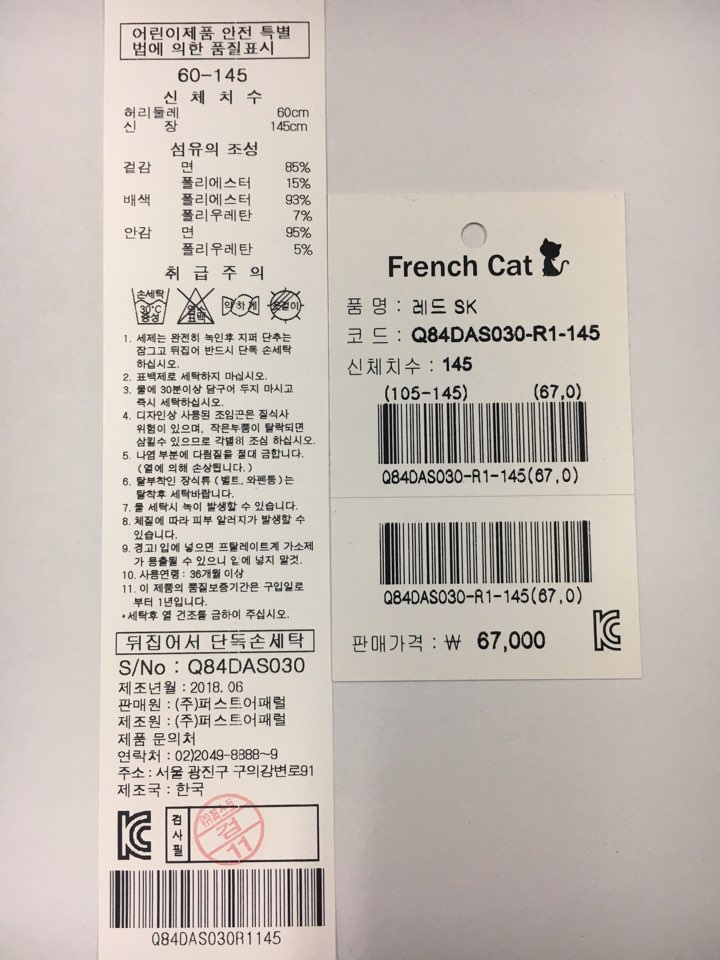 어린이제품 안전 특별
법에 의한 품질표시
60-145
신 체 치 수
허리둘레 60cm
신 장 145cm
섬유의 조성
겉감 면 85%
폴리에스터 15%
배색 폴리에스터 93%
폴리우레탄 7%
안감 면 95%
폴리우레탄 5%
취 급 주 의
손세탁
30°C
중성
염소
표백
약하게
옷걸이
1. 세제는 완전히 녹인후 지퍼 단추는
잠그고 뒤집어 반드시 단독 손세탁
하십시오.
2. 표백제로 세탁하지 마십시오.
3. 물에 30분이상 담구어 두지 마시고
즉시 세탁하십시오.
4. 디자인상 사용된 조임끈은 질식사
위험이 있으며, 작은부품이 탈락되면
삼킬수 있으므로 각별히 조심 하십시오.
5. 나염 부분에 다림질을 절대 금합니다.
(열에 의해 손상됩니다.)
6. 탈부착인 장식류 (벨트, 와펜등)는
탈착후 세탁바랍니다.
7. 물 세탁시 녹이 발생할 수 있습니다.
8. 체질에 따라 피부 알러지가 발생할 수
있습니다.
9. 경고! 입에 넣으면 프탈레이트계 가소제
가 용출될 수 있으니 입에 넣지 말것.
10. 사용연령 : 36개월 이상
11. 이 제품의 품질보증기간은 구입일로
부터 1년입니다.
*세탁후 열 건조를 금하여 주십시오.
뒤집어서 단독손세탁
S/No : Q84DAS030
제조년월 : 2018. 06
판매원 : (주)퍼스트어패럴
제조원 : (주)퍼스트어패럴
제품 문의처
연락처 : 02)2049-8888~9
주소 : 서울 광진구 구의강변로91
제조국 : 한국
KC
검사필
검
11
Q84DAS030R1145
French Cat
품 명 : 레드 SK
코 드 : Q84DAS030-R1-145
신체치수 : 145
(105-145) (67,0)
Q84DAS030-R1-145(67,0)
Q84DAS030-R1-145(67,0)
판매가격 : ₩ 67,000
KC